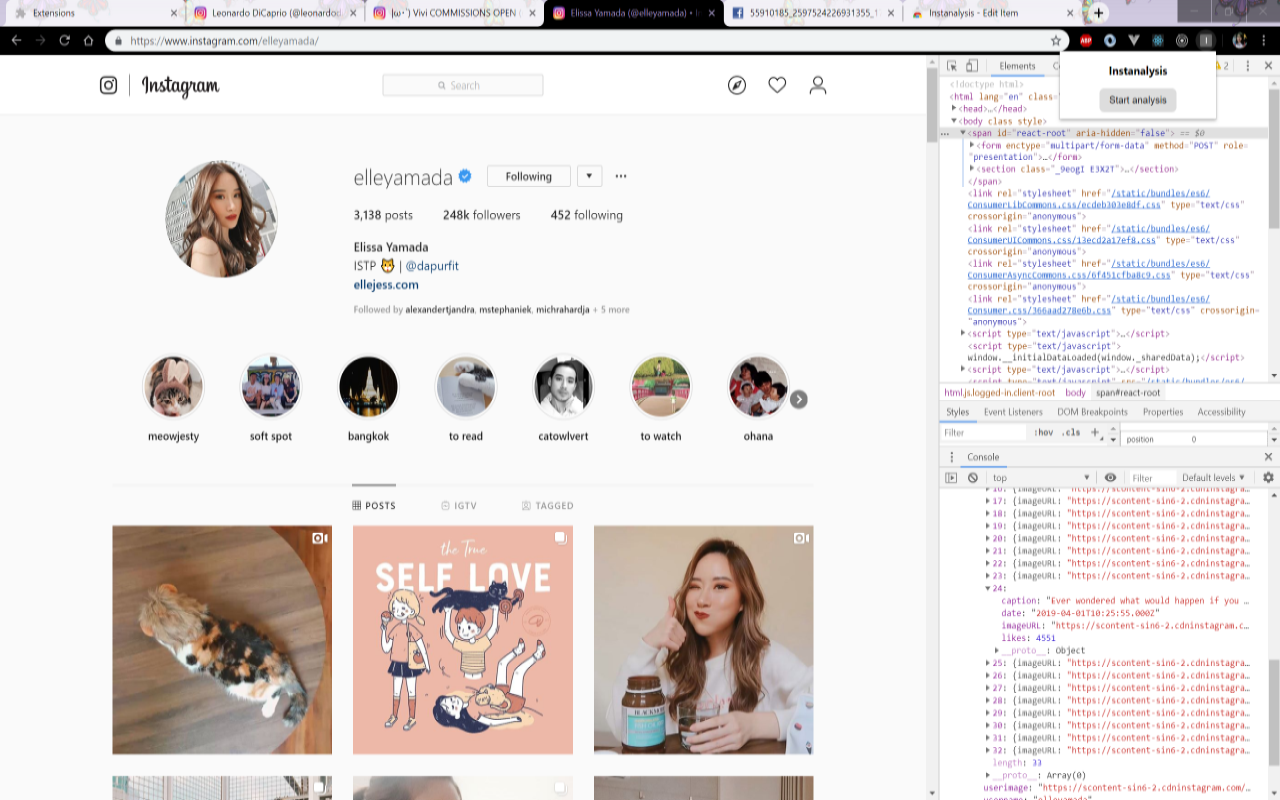 Extensions
Leonardo DiCaprio (@leonardod
Vivi COMMISSIONS OPEN
Elissa Yamada (@elleyamada) •
55910185_2597524226931355_
Instanalysis - Edit Item
https://www.instagram.com/elleyamada/
ABP
Instanalysis
Start analysis
Instagram
Search
elleyamada
Following
3,138 posts 248k followers 452 following
Elissa Yamada
ISTP 🐱 | @dapurfit
ellejess.com
Followed by alexandertjandra, mstephaniek, michrahardja + 5 more
meowjesty
soft spot
bangkok
to read
catowlvert
to watch
ohana
POSTS
IGTV
TAGGED
the True
SELF LOVE
Elements
2
<!doctype html>
<html lang="en" class=
▶<head>…</head>
▼<body class style>
▼<span id="react-root" aria-hidden="false"> == $0
▶<form enctype="multipart/form-data" method="POST" role=
"presentation">…</form>
▶<section class="_9eogI E3X2T">…</section>
</span>
<link rel="stylesheet" href="/static/bundles/es6/
ConsumerLibCommons.css/ecdeb303e8df.css" type="text/css"
crossorigin="anonymous">
<link rel="stylesheet" href="/static/bundles/es6/
ConsumerUICommons.css/13ecd2a17ef8.css" type="text/css"
crossorigin="anonymous">
<link rel="stylesheet" href="/static/bundles/es6/
ConsumerAsyncCommons.css/6f451cfba8c9.css" type="text/css"
crossorigin="anonymous">
<link rel="stylesheet" href="/static/bundles/es6/
Consumer.css/366aad278e6b.css" type="text/css" crossorigin=
"anonymous">
▶<script type="text/javascript">…</script>
<script type="text/javascript">
window.__initialDataLoaded(window._sharedData);</script>
▶<script type="text/javascript">…</script>
html.js.logged-in.client-root body span#react-root
Styles Event Listeners DOM Breakpoints Properties Accessibility
Filter :hov .cls +
position 0
Console
top Filter Default levels ▼
▶16: {imageURL: "https://scontent-sin6-2.cdninstagra…
▶17: {imageURL: "https://scontent-sin6-2.cdninstagra…
▶18: {imageURL: "https://scontent-sin6-2.cdninstagra…
▶19: {imageURL: "https://scontent-sin6-2.cdninstagra…
▶20: {imageURL: "https://scontent-sin6-2.cdninstagra…
▶21: {imageURL: "https://scontent-sin6-2.cdninstagra…
▶22: {imageURL: "https://scontent-sin6-2.cdninstagra…
▶23: {imageURL: "https://scontent-sin6-2.cdninstagra…
▼24:
caption: "Ever wondered what would happen if you …
date: "2019-04-01T10:25:55.000Z"
imageURL: "https://scontent-sin6-2.cdninstagram.c…
likes: 4551
▶__proto__: Object
▶25: {imageURL: "https://scontent-sin6-2.cdninstagra…
▶26: {imageURL: "https://scontent-sin6-2.cdninstagra…
▶27: {imageURL: "https://scontent-sin6-2.cdninstagra…
▶28: {imageURL: "https://scontent-sin6-2.cdninstagra…
▶29: {imageURL: "https://scontent-sin6-2.cdninstagra…
▶30: {imageURL: "https://scontent-sin6-2.cdninstagra…
▶31: {imageURL: "https://scontent-sin6-2.cdninstagra…
▶32: {imageURL: "https://scontent-sin6-2.cdninstagra…
length: 33
▶__proto__: Array(0)
userimage: "https://scontent-sin6-2.cdninstagram.com/…
username: "elleyamada"